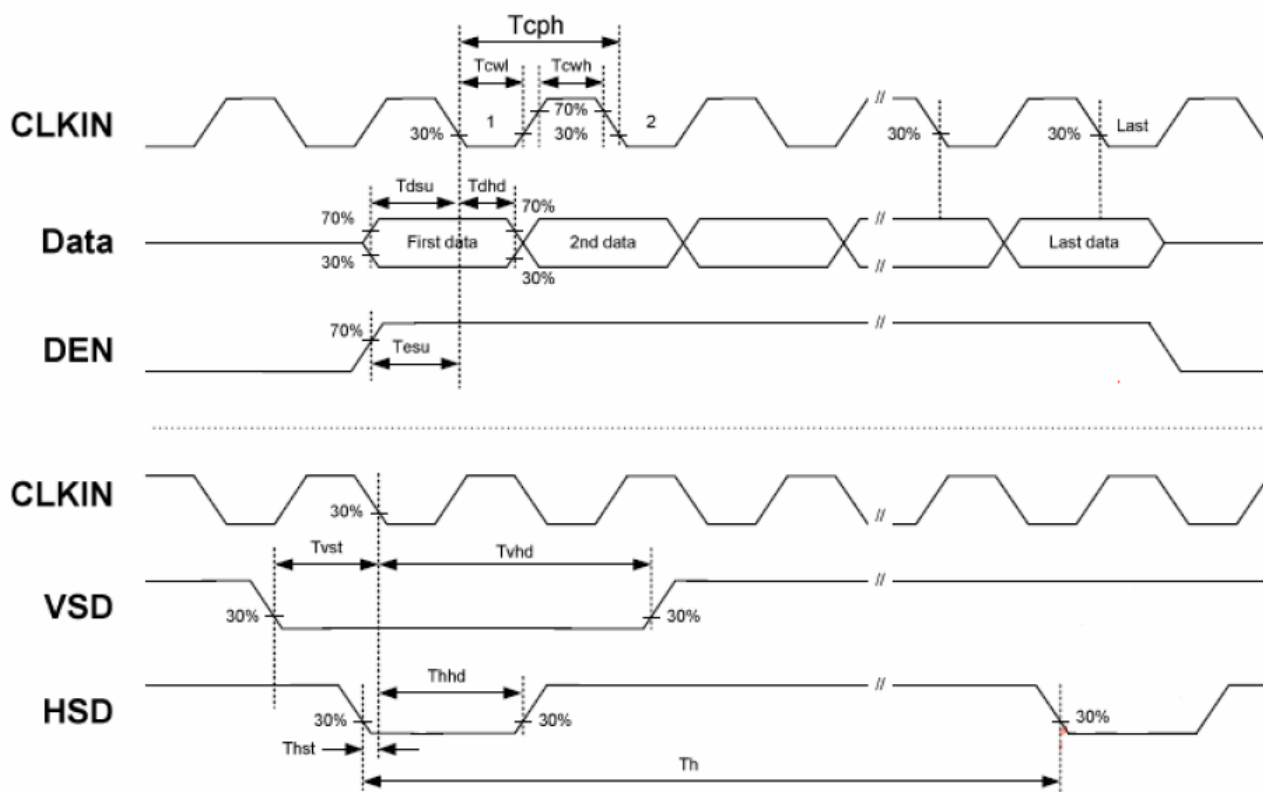 Tcph
Tcwl Tcwh
CLKIN 30% 1 70% 30% 2 // 30% 30% Last
Tdsu Tdhd
70% 70%
Data First data 2nd data // // Last data
30% 30%
DEN 70% //
Tesu
CLKIN 30% //
Tvst Tvhd
VSD 30% 30% //
Thhd //
HSD 30% 30% 30%
Thst
Th